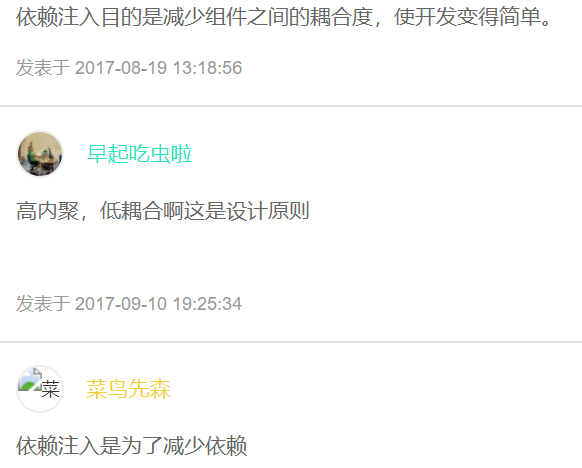 依赖注入目的是减少组件之间的耦合度，使开发变得简单。
发表于 2017-08-19 13:18:56
早起吃虫啦
高内聚，低耦合啊这是设计原则
发表于 2017-09-10 19:25:34
菜
菜鸟先森
依赖注入是为了减少依赖